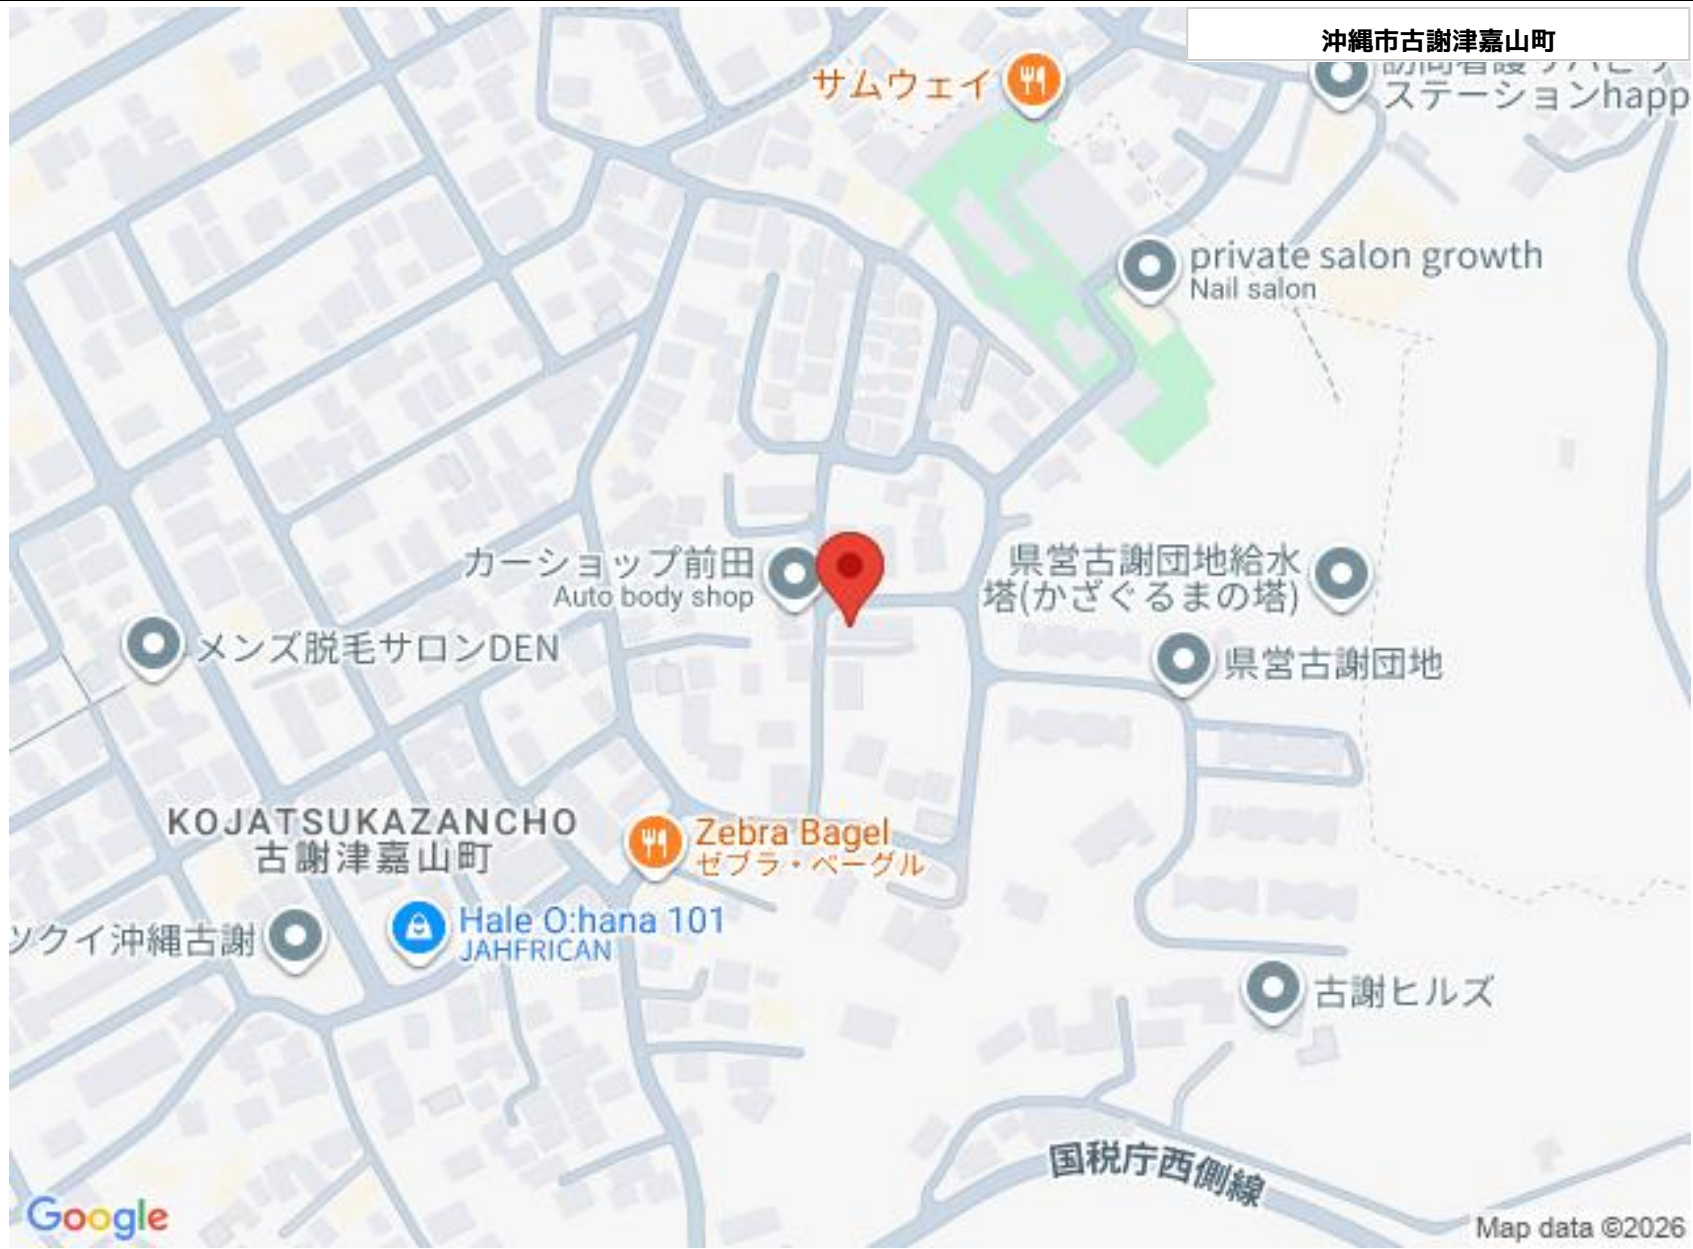 沖縄市古謝津嘉山町
サムウェイ
ステーションhapp
private salon growth
Nail salon
カーショップ前田
Auto body shop
県営古謝団地給水
塔(かざぐるまの塔)
メンズ脱毛サロンDEN
県営古謝団地
KOJATSUKAZANCHO
古謝津嘉山町
Zebra Bagel
ゼブラ・ベーグル
Hale O:hana 101
JAHFRICAN
ツクイ沖縄古謝
古謝ヒルズ
国税庁西側線
Google
Map data ©2026